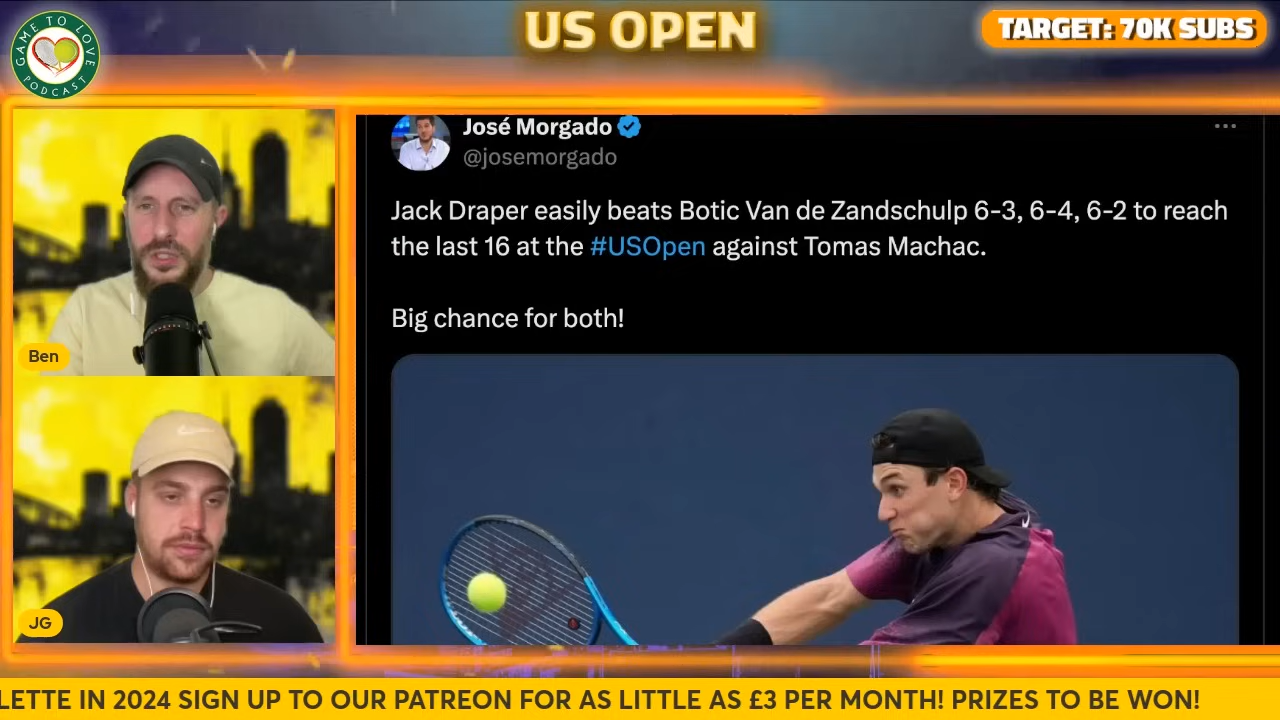 GAME TO LOVE
PODCAST
US OPEN
TARGET: 70K SUBS
José Morgado
@josemorgado
Jack Draper easily beats Botic Van de Zandschulp 6-3, 6-4, 6-2 to reach
the last 16 at the #USOpen against Tomas Machac.
Big chance for both!
Ben
JG
LETTE IN 2024 SIGN UP TO OUR PATREON FOR AS LITTLE AS £3 PER MONTH! PRIZES TO BE WON!